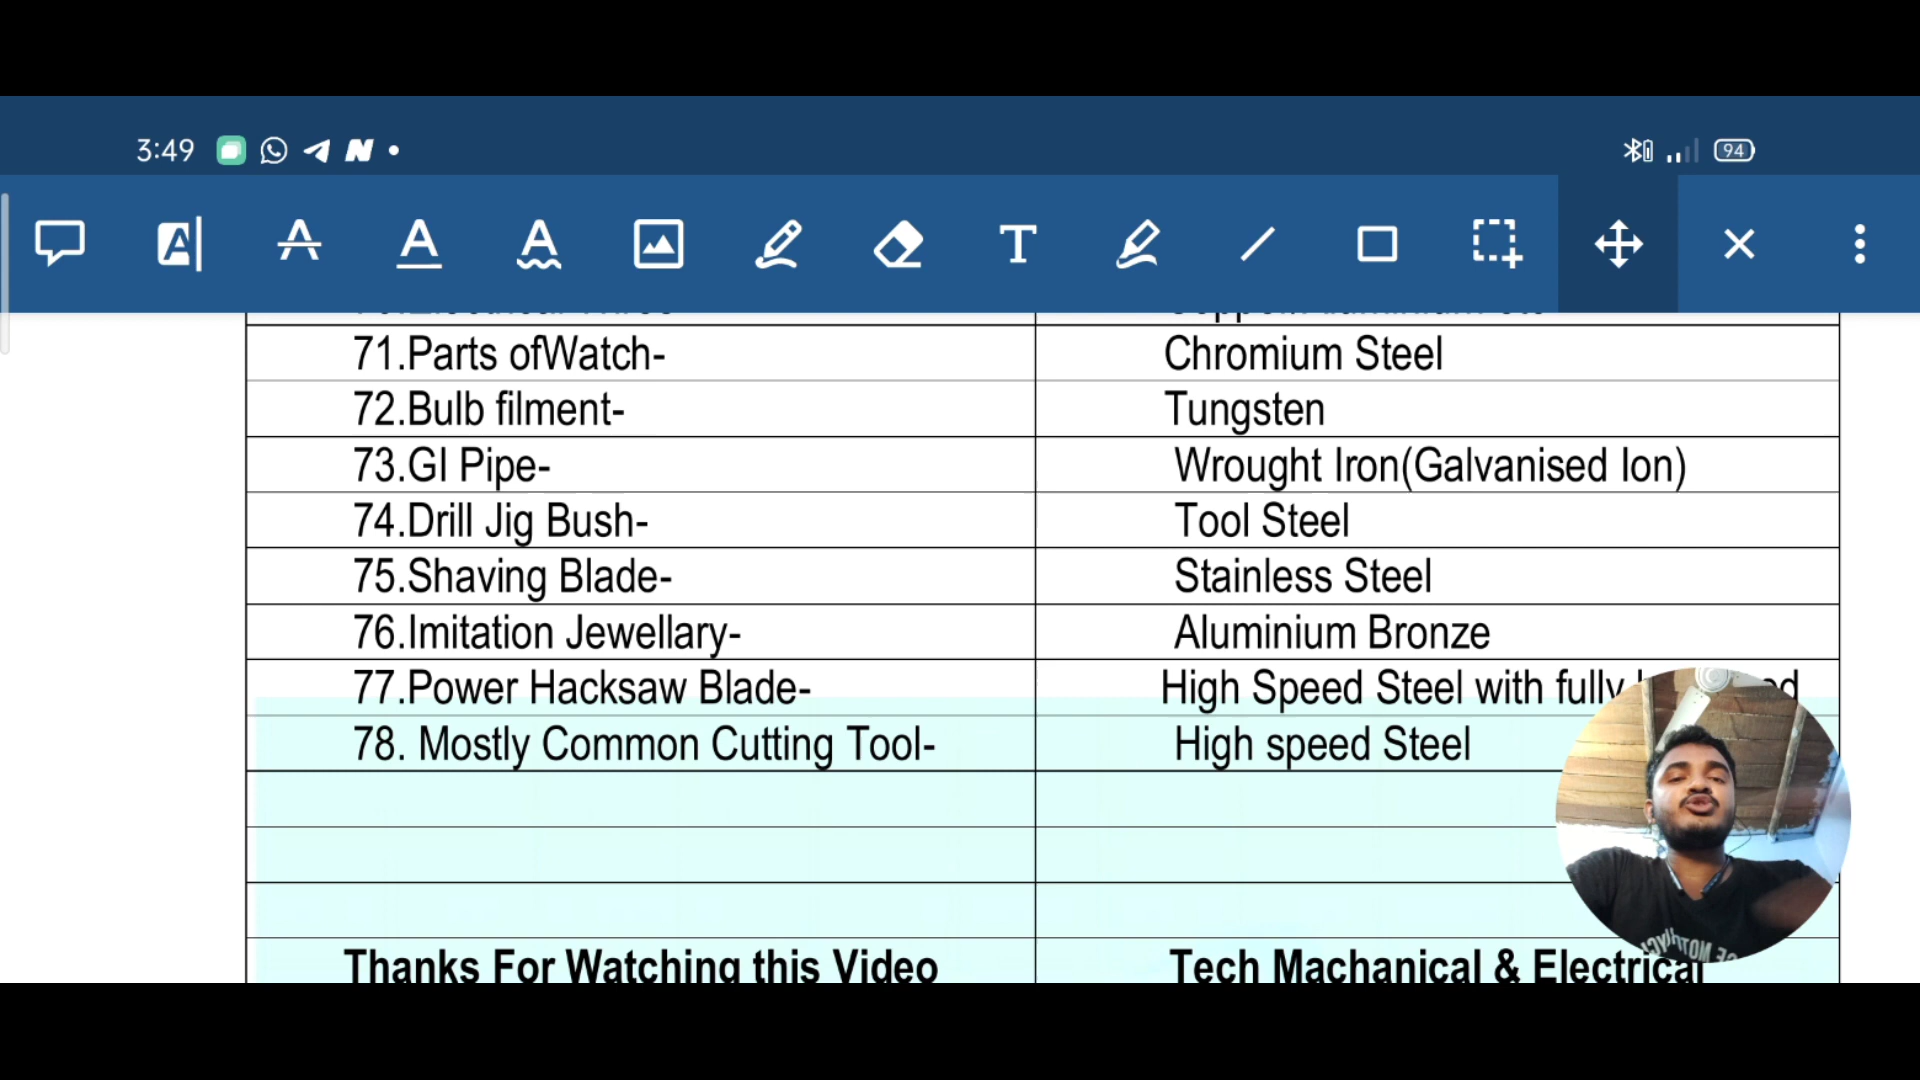 3:49
94
A
A
A
A
T
71.Parts ofWatch-
Chromium Steel
72.Bulb filment-
Tungsten
73.GI Pipe-
Wrought Iron(Galvanised Ion)
74.Drill Jig Bush-
Tool Steel
75.Shaving Blade-
Stainless Steel
76.Imitation Jewellary-
Aluminium Bronze
77.Power Hacksaw Blade-
High Speed Steel with fully
78. Mostly Common Cutting Tool-
High speed Steel
Thanks For Watching this Video
Tech Machanical & Electrical